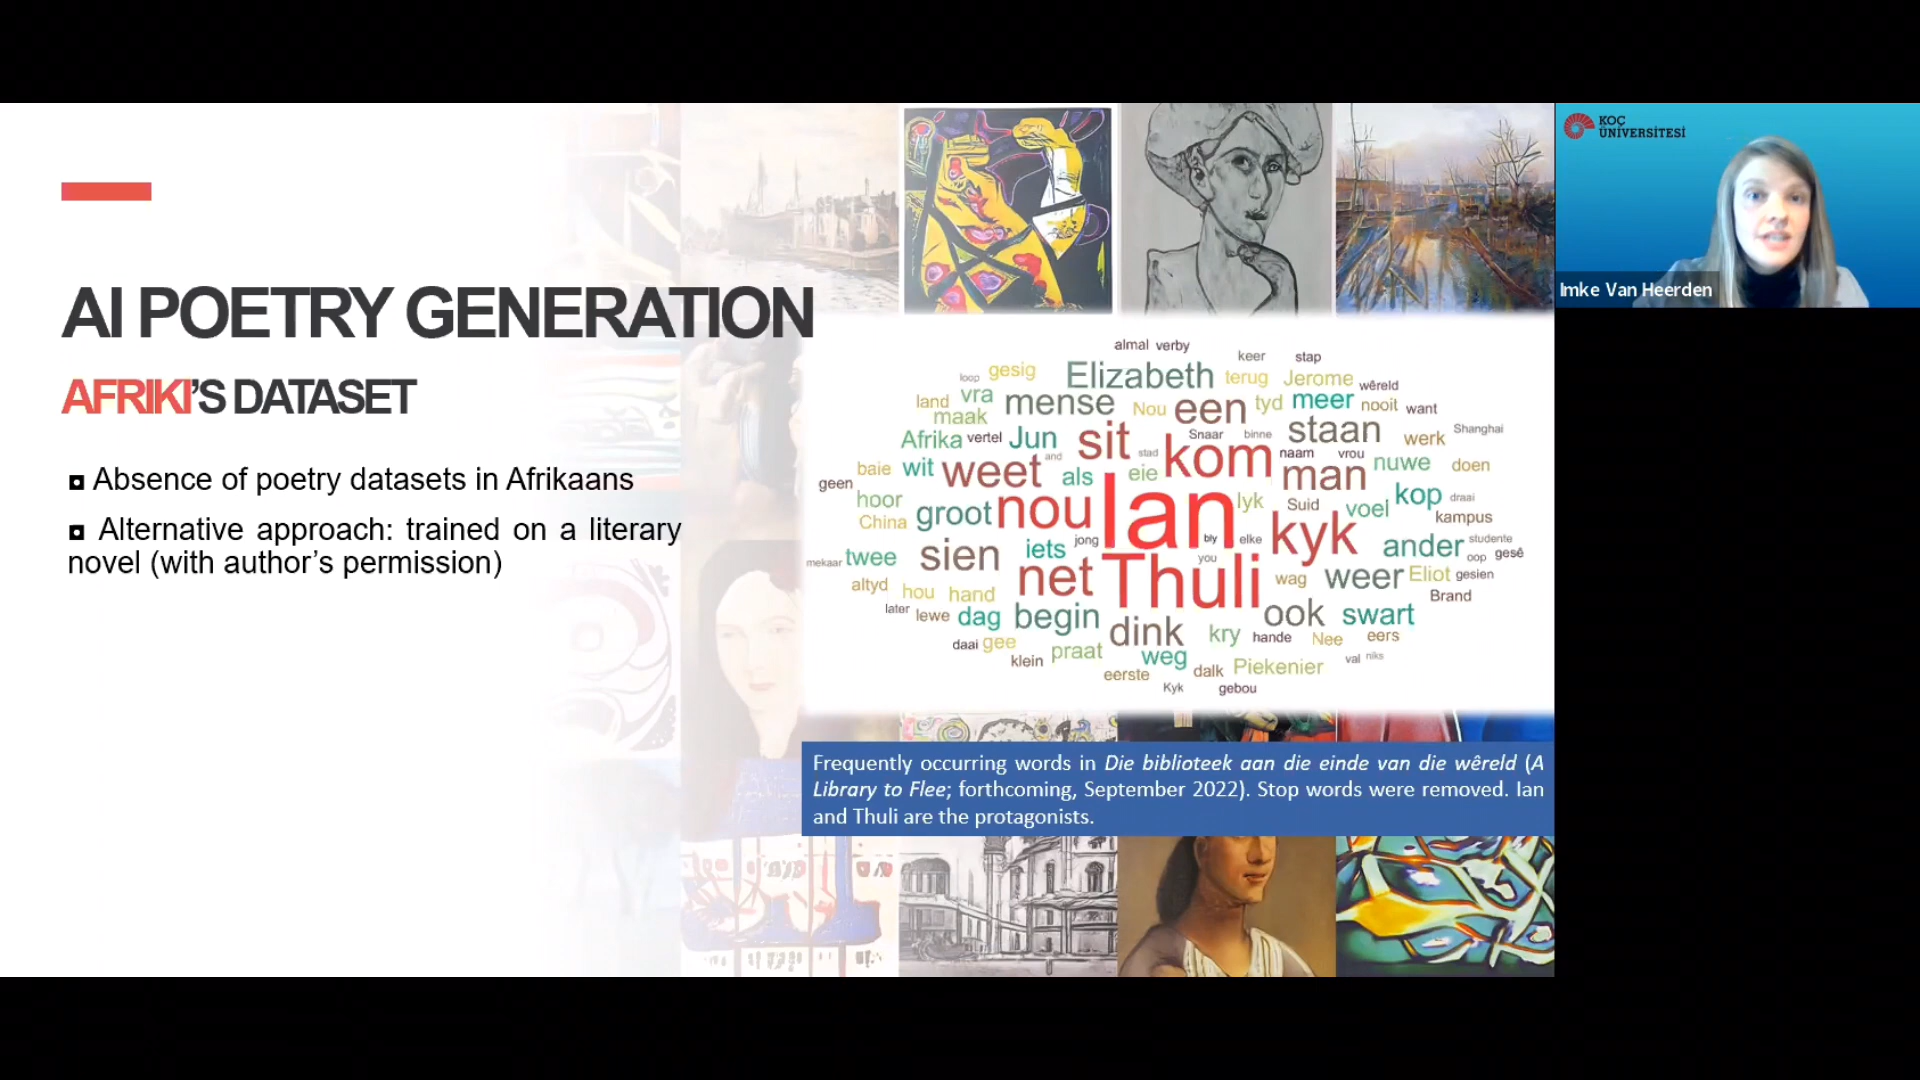 AI POETRY GENERATION
AFRIKI'S DATASET
Absence of poetry datasets in Afrikaans
Alternative approach: trained on a literary
novel (with author's permission)
almal verby
keer stap
loop gesig Elizabeth terug Jerome wêreld
land vra mense Nou een tyd meer nooit want
maak
Afrika vertel Jun sit Snaar binne staan werk Shanghai
and stad kom naam vrou
baie wit weet als eie man nuwe doen
geen hoor lyk Suid voel kop draai
China groot nou Ian kampus
jong bly elke kyk studente
mekaar twee sien iets you ander oop gesê
altyd hou hand net Thuli wag weer Eliot gesien
Brand
later lewe dag begin ook swart
daai gee dink kry hande Nee eers
klein praat weg val niks
eerste dalk Piekenier
Kyk gebou
Frequently occurring words in Die biblioteek aan die einde van die wêreld (A
Library to Flee; forthcoming, September 2022). Stop words were removed. Ian
and Thuli are the protagonists.
KOÇ
ÜNİVERSİTESİ
Imke Van Heerden